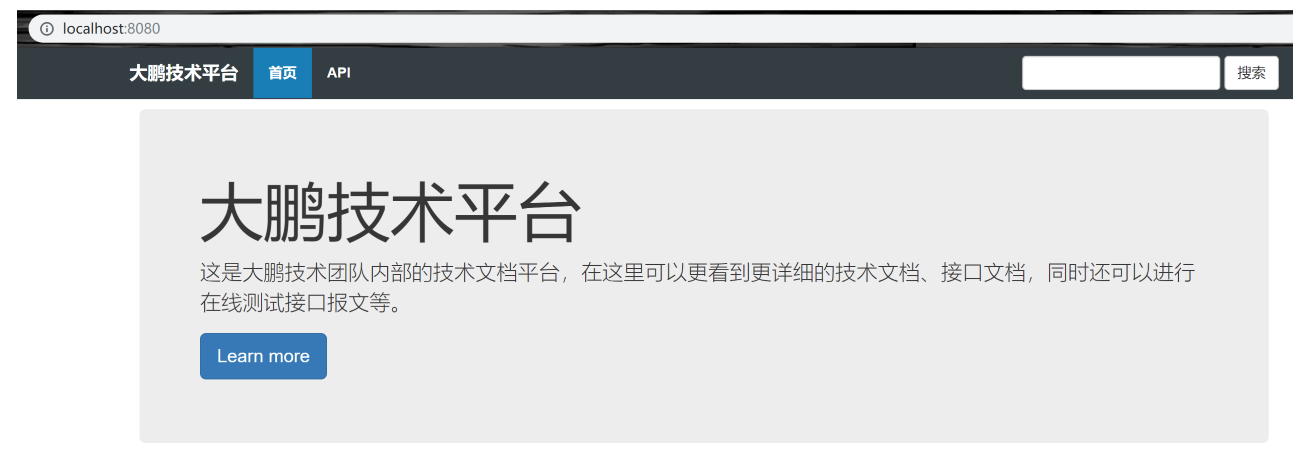 localhost:8080
大鹏技术平台 首页 API 搜索
大鹏技术平台
这是大鹏技术团队内部的技术文档平台，在这里可以更看到更详细的技术文档、接口文档，同时还可以进行
在线测试接口报文等。
Learn more